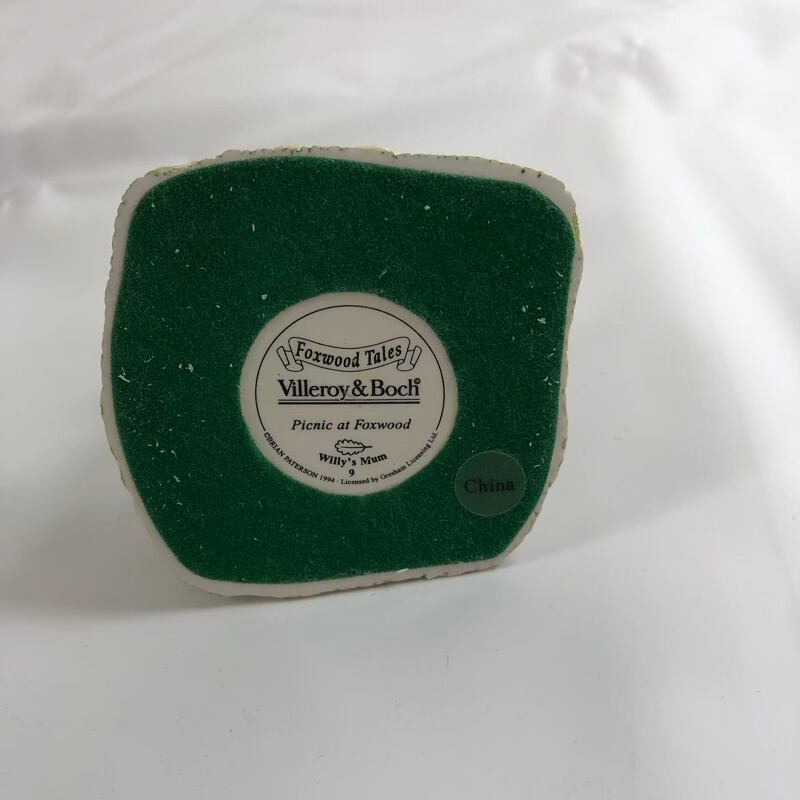 Foxwood Tales
Villeroy & Boch
Picnic at Foxwood
Willy's Mum
9
©BRIAN PATERSON 1994 · Licensed by Gresham Licensing Ltd.
China